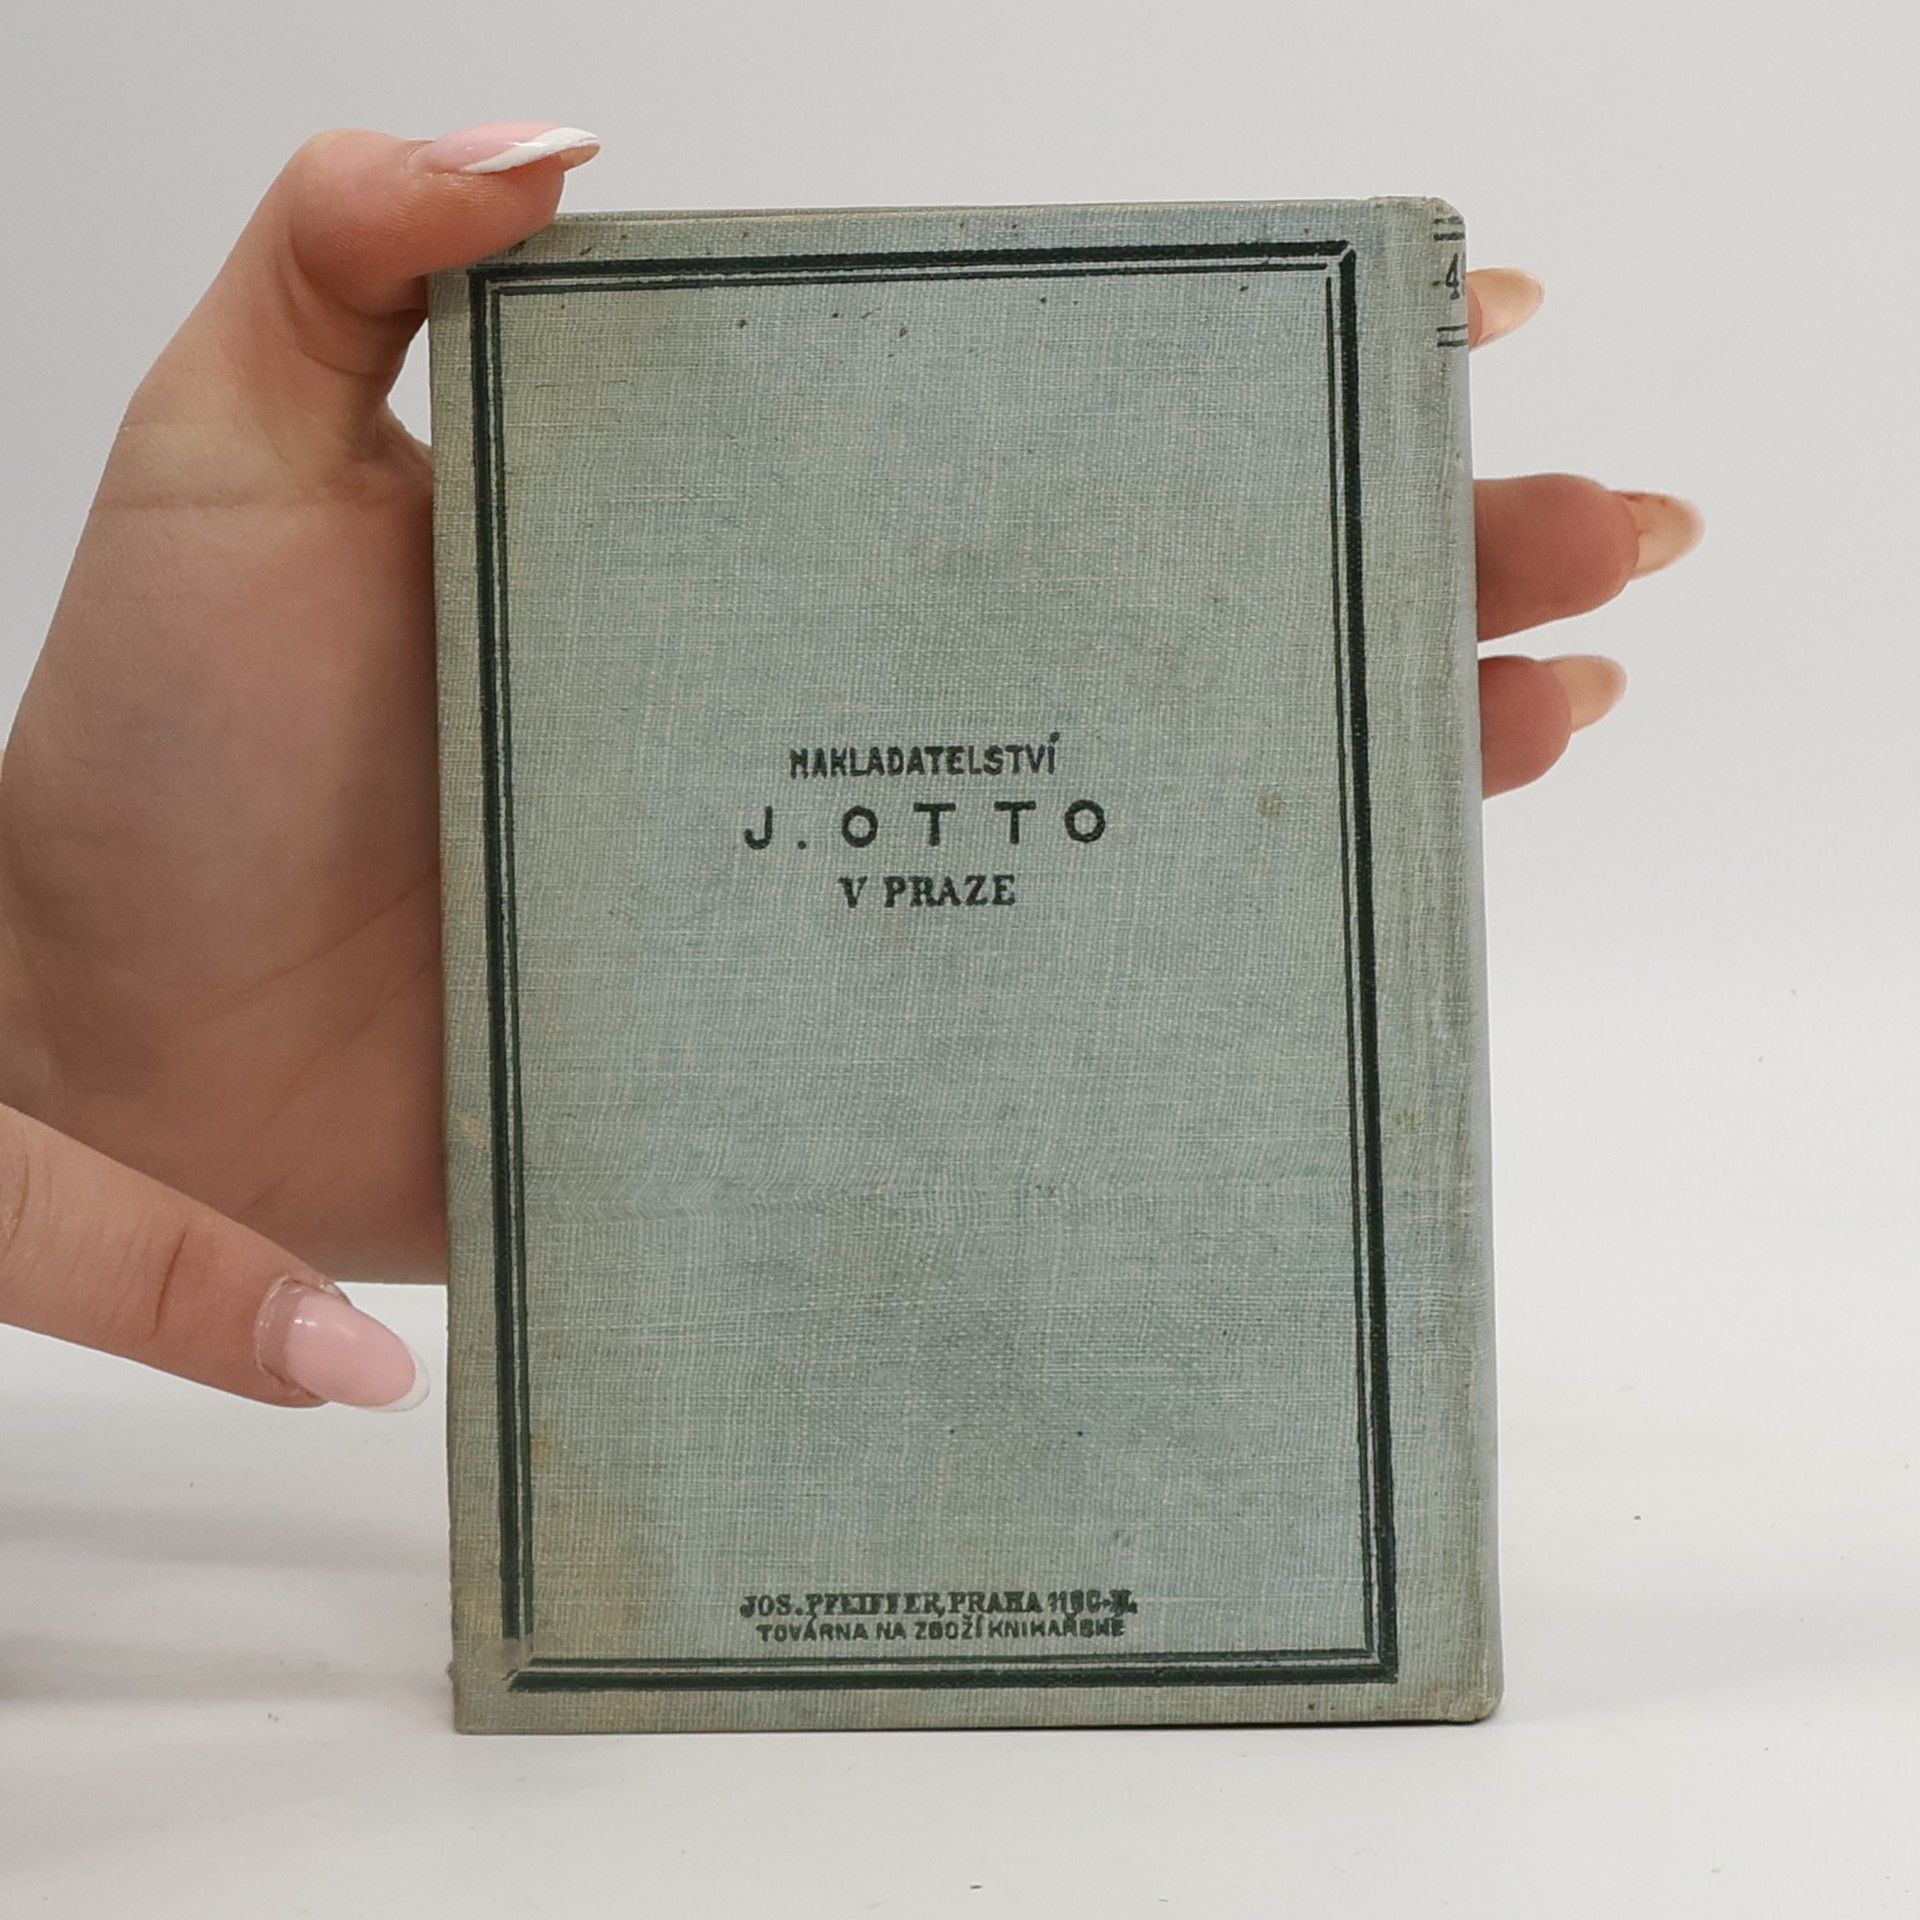 NAKLADATELSTVÍ
J. OTTO
V PRAZE
JOS. PFEIFFER, PRAHA
TOVÁRNA NA ZBOŽÍ KNIHAŘSKÉ